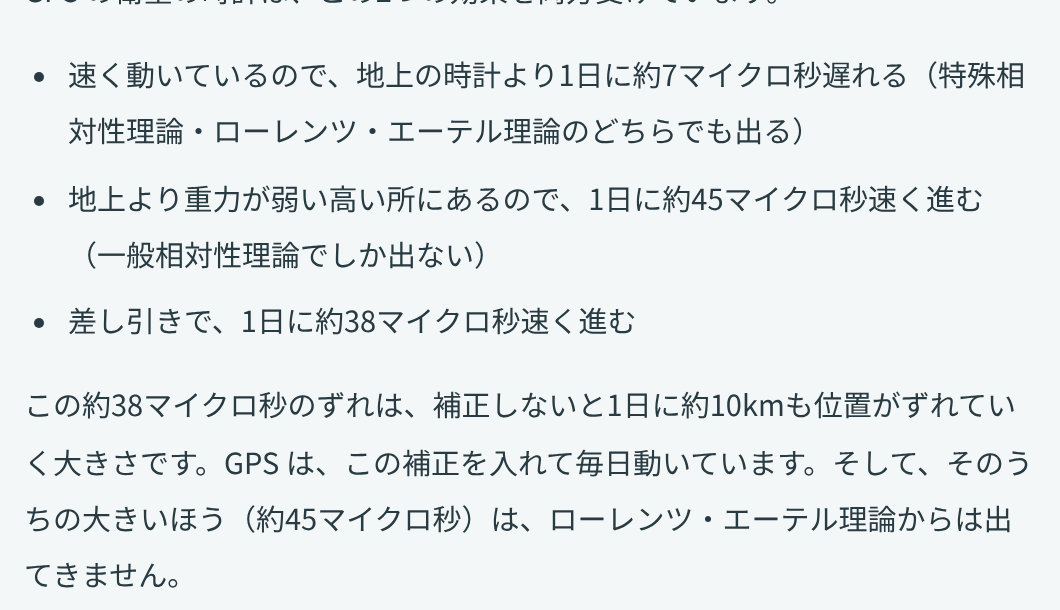 速く動いているので、地上の時計より1日に約7マイクロ秒遅れる（特殊相
対性理論・ローレンツ・エーテル理論のどちらでも出る）
地上より重力が弱い高い所にあるので、1日に約45マイクロ秒速く進む
（一般相対性理論でしか出ない）
差し引きで、1日に約38マイクロ秒速く進む
この約38マイクロ秒のずれは、補正しないと1日に約10kmも位置がずれてい
く大きさです。GPS は、この補正を入れて毎日動いています。そして、そのう
ちの大きいほう（約45マイクロ秒）は、ローレンツ・エーテル理論からは出
てきません。